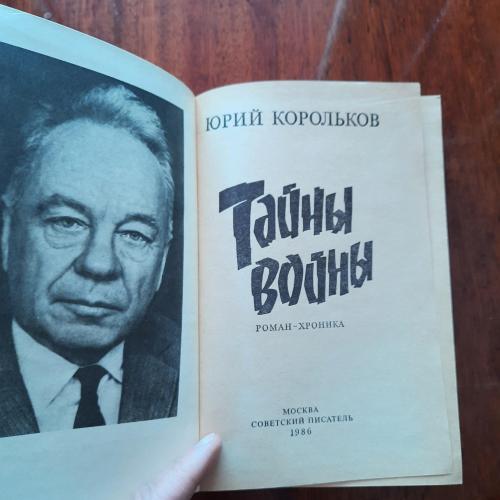 ЮРИЙ КОРОЛЬКОВ
Тайны
войны
РОМАН-ХРОНИКА
МОСКВА
СОВЕТСКИЙ ПИСАТЕЛЬ
1986